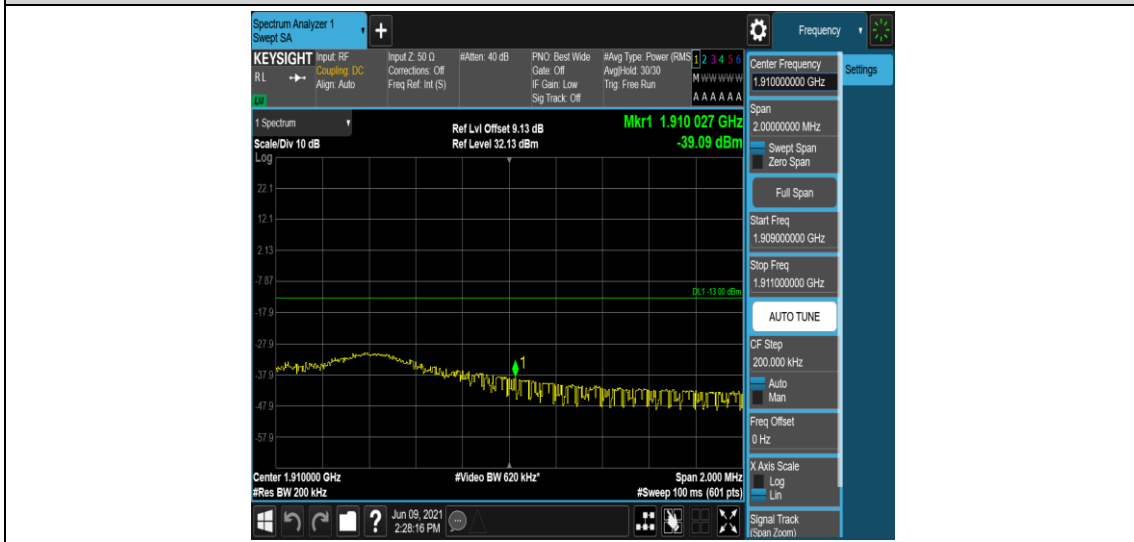 Spectrum Analyzer 1
Swept SA
Frequency
KEYSIGHT
RL
Input: RF
Coupling: DC
Align: Auto
Input Z: 50 Ω
Corrections: Off
Freq Ref: Int (S)
#Atten: 40 dB
PNO: Best Wide
Gate: Off
IF Gain: Low
Sig Track: Off
#Avg Type: Power (RMS
Avg|Hold: 30/30
Trig: Free Run
1 2 3 4 5 6
M W W W W W
A A A A A A
1 Spectrum
Scale/Div 10 dB
Log
Ref Lvl Offset 9.13 dB
Ref Level 32.13 dBm
Mkr1 1.910 027 GHz
-39.09 dBm
22.1
12.1
2.13
-7.87
-17.9
-27.9
-37.9
-47.9
-57.9
DL1 -13.00 dBm
1
Center 1.910000 GHz
#Res BW 200 kHz
#Video BW 620 kHz*
Span 2.000 MHz
#Sweep 100 ms (601 pts)
Jun 09, 2021
2:28:16 PM
Center Frequency
1.910000000 GHz
Settings
Span
2.00000000 MHz
Swept Span
Zero Span
Full Span
Start Freq
1.909000000 GHz
Stop Freq
1.911000000 GHz
AUTO TUNE
CF Step
200.000 kHz
Auto
Man
Freq Offset
0 Hz
X Axis Scale
Log
Lin
Signal Track
(Span Zoom)